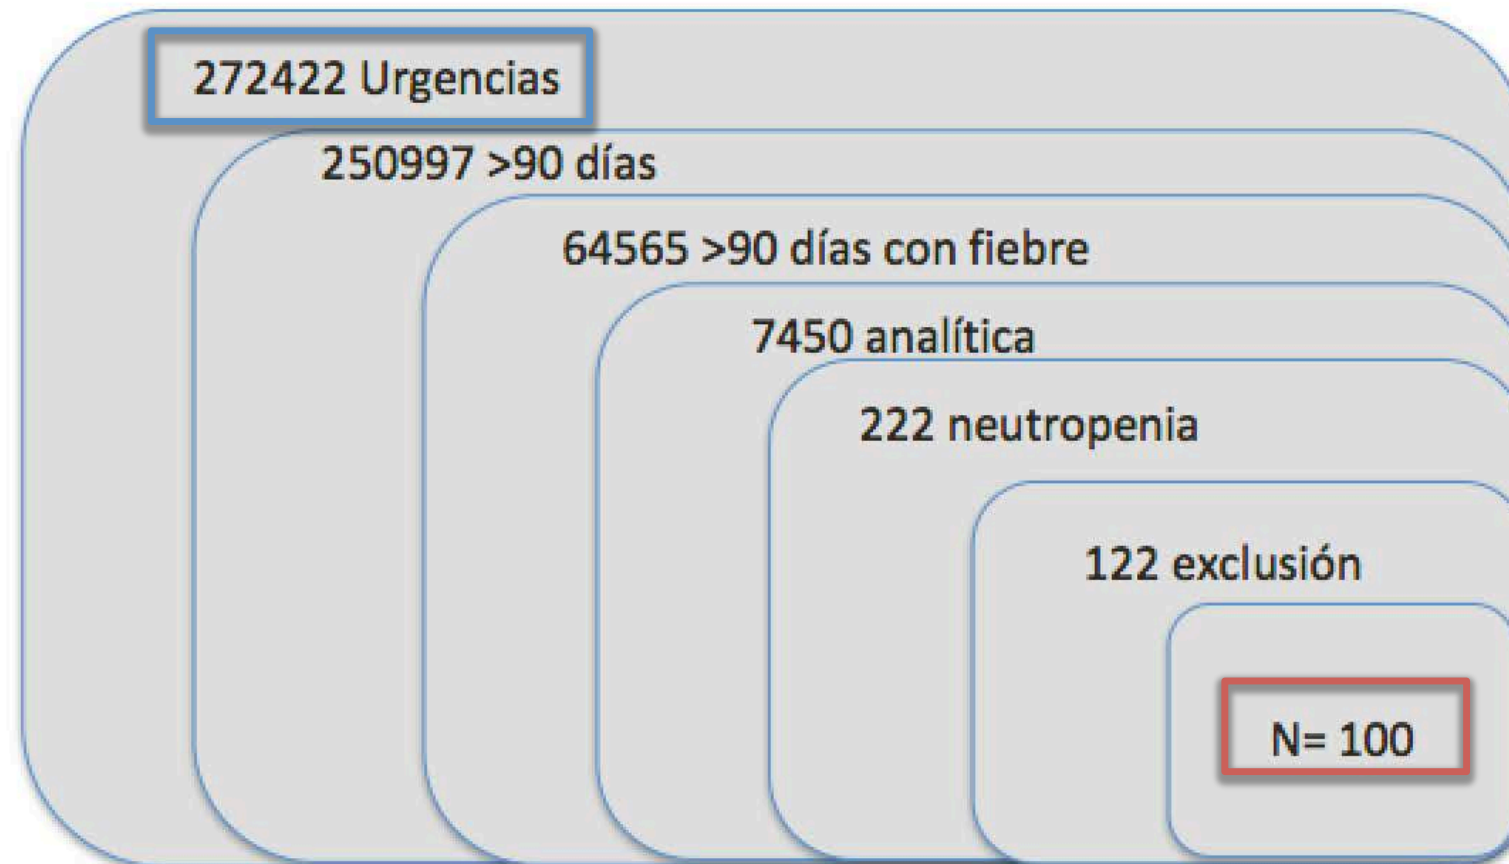 272422 Urgencias
250997 >90 días
64565 >90 días con fiebre
7450 analítica
222 neutropenia
122 exclusión
N= 100